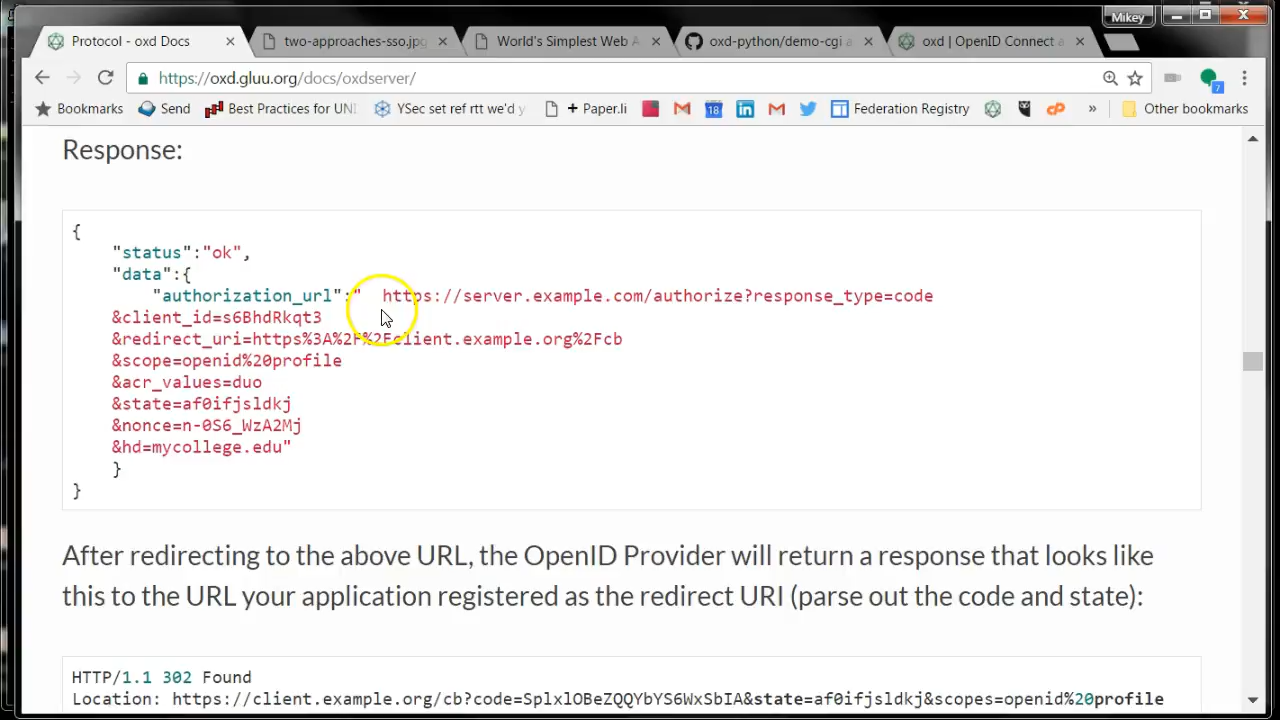 Mikey
Protocol - oxd Docs
two-approaches-sso.jpg
World's Simplest Web A
oxd-python/demo-cgi a
oxd | OpenID Connect a
https://oxd.gluu.org/docs/oxdserver/
7
Bookmarks
Send
Best Practices for UNI
YSec set ref rtt we'd y
+ Paper.li
18
Federation Registry
cP
»
Other bookmarks
Response:
{
"status":"ok",
"data":{
"authorization_url":" https://server.example.com/authorize?response_type=code
&client_id=s6BhdRkqt3
&redirect_uri=https%3A%2F%2Fclient.example.org%2Fcb
&scope=openid%20profile
&acr_values=duo
&state=af0ifjsldkj
&nonce=n-0S6_WzA2Mj
&hd=mycollege.edu"
}
}
After redirecting to the above URL, the OpenID Provider will return a response that looks like
this to the URL your application registered as the redirect URI (parse out the code and state):
HTTP/1.1 302 Found
Location: https://client.example.org/cb?code=SplxlOBeZQQYbYS6WxSbIA&state=af0ifjsldkj&scopes=openid%20profile